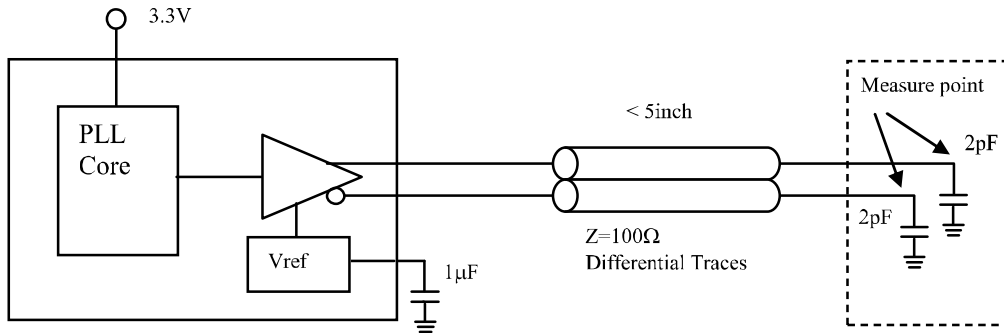 3.3V
PLL
Core
Vref
1μF
< 5inch
Z=100Ω
Differential Traces
Measure point
2pF
2pF